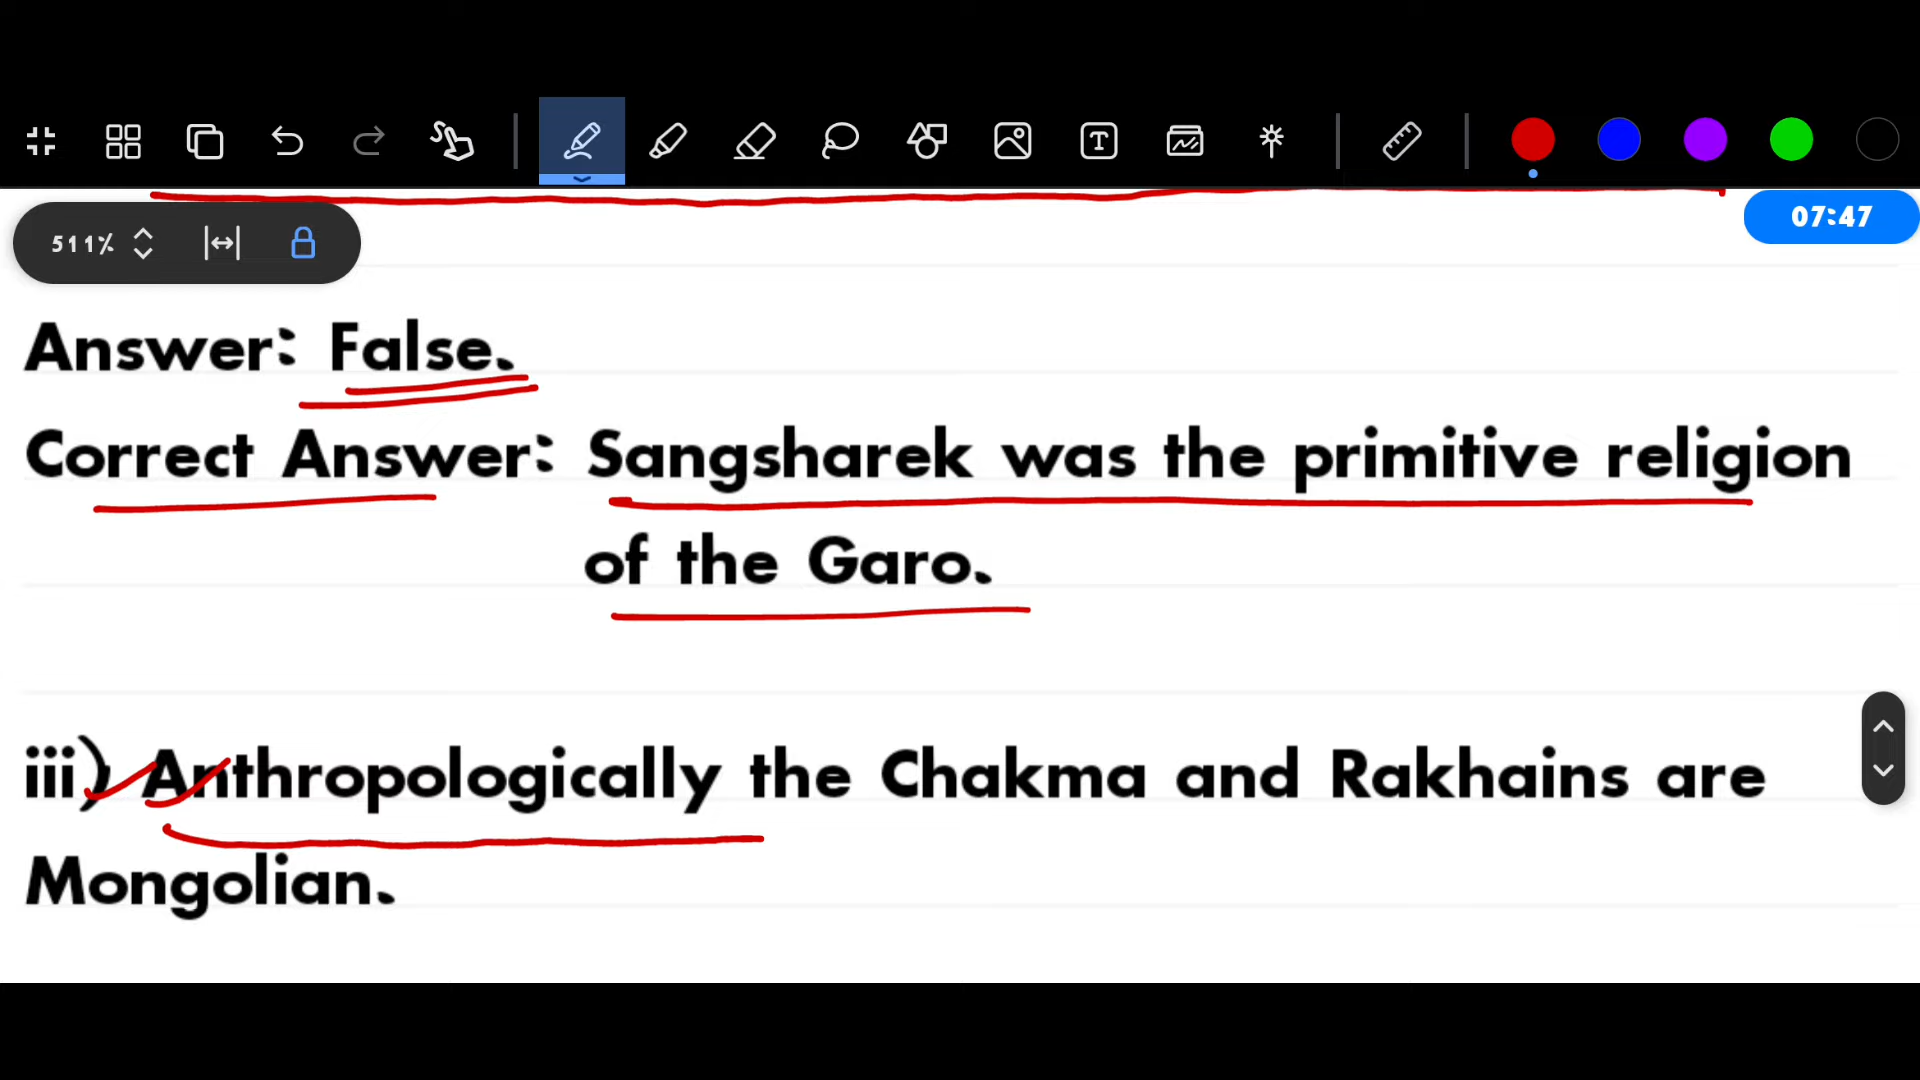 511%
07:47
Answer: False.
Correct Answer: Sangsharek was the primitive religion
of the Garo.
iii) Anthropologically the Chakma and Rakhains are
Mongolian.